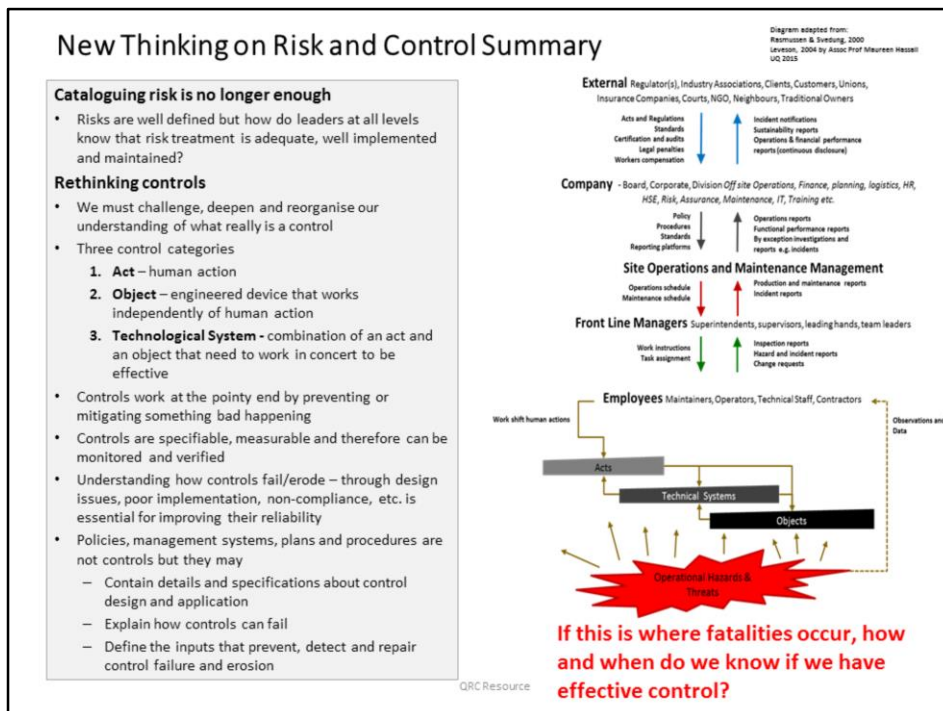 New Thinking on Risk and Control Summary
Diagram adapted from:
Rasmussen & Svedung, 2000
Leveson, 2004 by Assoc Prof Maureen Hassall
UQ 2015
Cataloguing risk is no longer enough
• Risks are well defined but how do leaders at all levels
know that risk treatment is adequate, well implemented
and maintained?
Rethinking controls
• We must challenge, deepen and reorganise our
understanding of what really is a control
• Three control categories
1. Act – human action
2. Object – engineered device that works
independently of human action
3. Technological System - combination of an act and
an object that need to work in concert to be
effective
• Controls work at the pointy end by preventing or
mitigating something bad happening
• Controls are specifiable, measurable and therefore can be
monitored and verified
• Understanding how controls fail/erode – through design
issues, poor implementation, non-compliance, etc. is
essential for improving their reliability
• Policies, management systems, plans and procedures are
not controls but they may
– Contain details and specifications about control
design and application
– Explain how controls can fail
– Define the inputs that prevent, detect and repair
control failure and erosion
External Regulator(s), Industry Associations, Clients, Customers, Unions,
Insurance Companies, Courts, NGO, Neighbours, Traditional Owners
Acts and Regulations
Standards
Certification and audits
Legal penalties
Workers compensation
Incident notifications
Sustainability reports
Operations & financial performance
reports (continuous disclosure)
Company - Board, Corporate, Division Off site Operations, Finance, planning, logistics, HR,
HSE, Risk, Assurance, Maintenance, IT, Training etc.
Policy
Procedures
Standards
Reporting platforms
Operations reports
Functional performance reports
By exception investigations and
reports e.g. incidents
Site Operations and Maintenance Management
Operations schedule
Maintenance schedule
Production and maintenance reports
Incident reports
Front Line Managers Superintendents, supervisors, leading hands, team leaders
Work instructions
Task assignment
Inspection reports
Hazard and incident reports
Change requests
Employees Maintainers, Operators, Technical Staff, Contractors
Work shift human actions
Observations and
Data
Acts
Technical Systems
Objects
Operational Hazards &
Threats
If this is where fatalities occur, how
and when do we know if we have
effective control?
QRC Resource